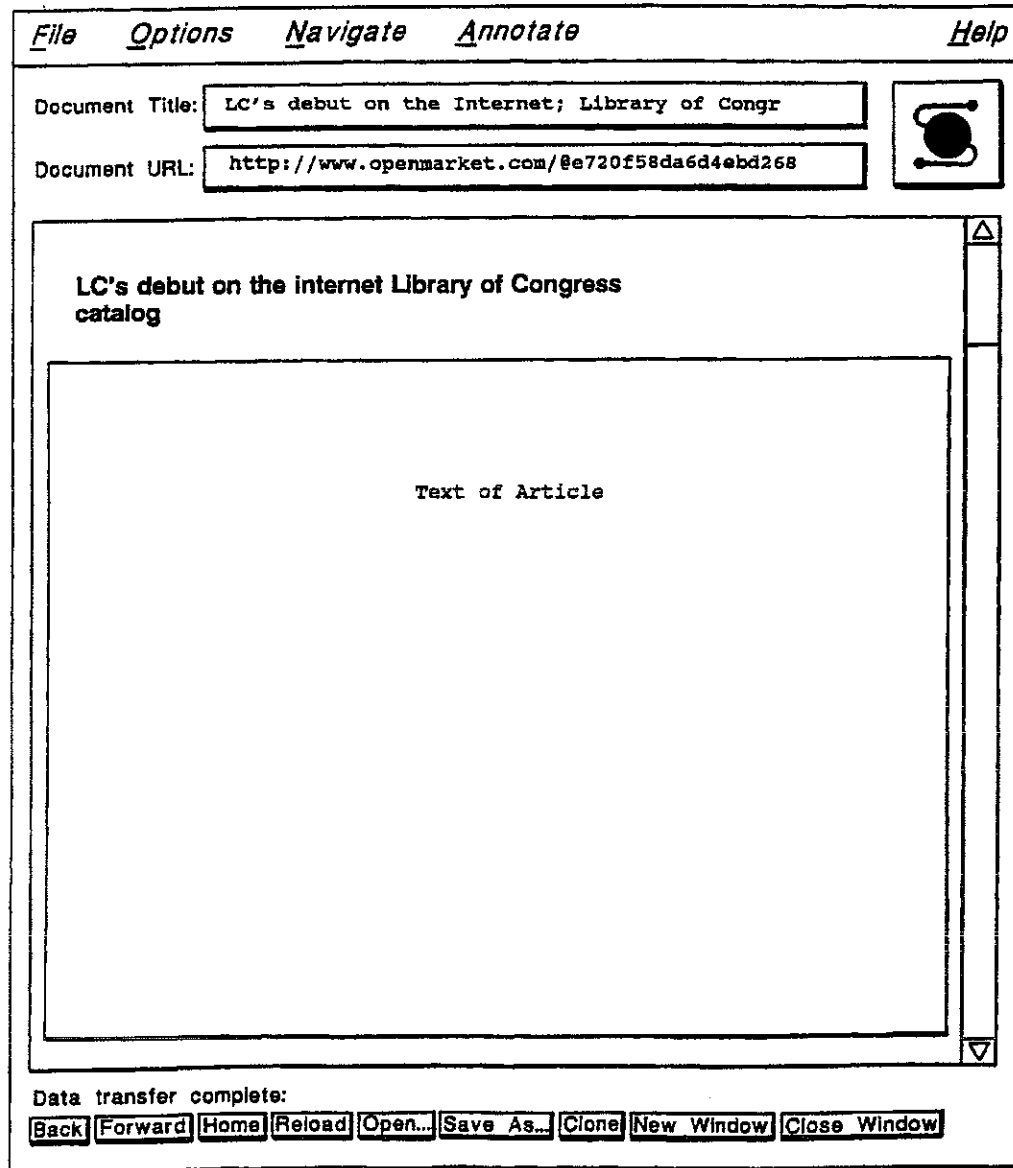 File Options Navigate Annotate Help
Document Title: LC's debut on the Internet; Library of Congr
Document URL: http://www.openmarket.com/@e720f58da6d4ebd268
LC's debut on the internet Library of Congress
catalog
Text of Article
Data transfer complete:
Back Forward Home Reload Open... Save As... Clone New Window Close Window